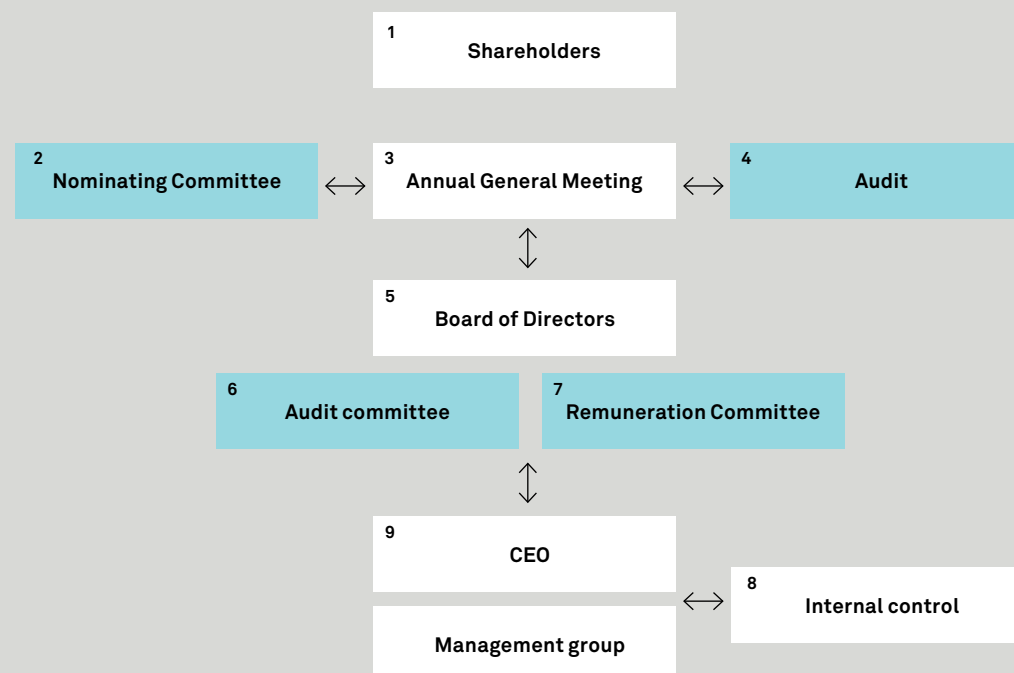 1
Shareholders
2
Nominating Committee
3
Annual General Meeting
4
Audit
5
Board of Directors
6
Audit committee
7
Remuneration Committee
9
CEO
8
Internal control
Management group